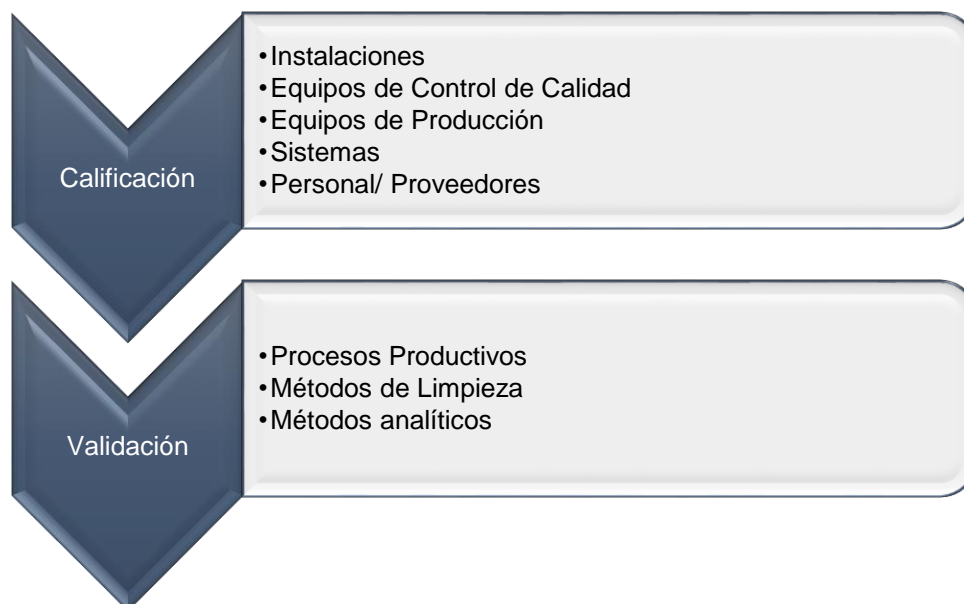 Calificación
•Instalaciones
•Equipos de Control de Calidad
•Equipos de Producción
•Sistemas
•Personal/ Proveedores
Validación
•Procesos Productivos
•Métodos de Limpieza
•Métodos analíticos